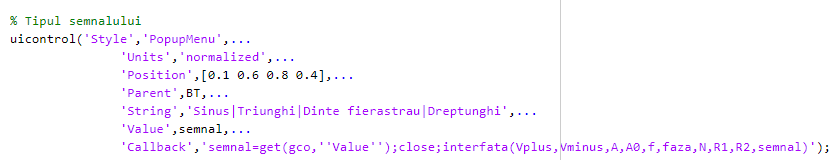 % Tipul semnalului
uicontrol('Style','PopupMenu',...
'Units','normalized',...
'Position',[0.1 0.6 0.8 0.4],...
'Parent',BT,...
'String','Sinus|Triunghi|Dinte fierastrau|Dreptunghi',...
'Value',semnal,...
'Callback','semnal=get(gco,''Value'');close;interfata(Vplus,Vminus,A,A0,f,faza,N,R1,R2,semnal)');